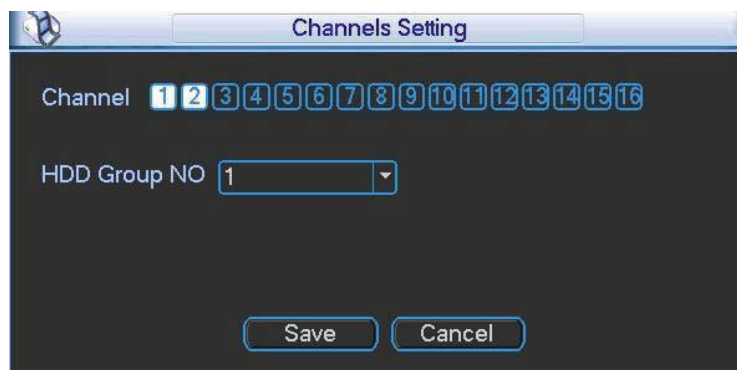 Channels Setting
Channel 1 2 3 4 5 6 7 8 9 10 11 12 13 14 15 16
HDD Group NO 1
Save Cancel